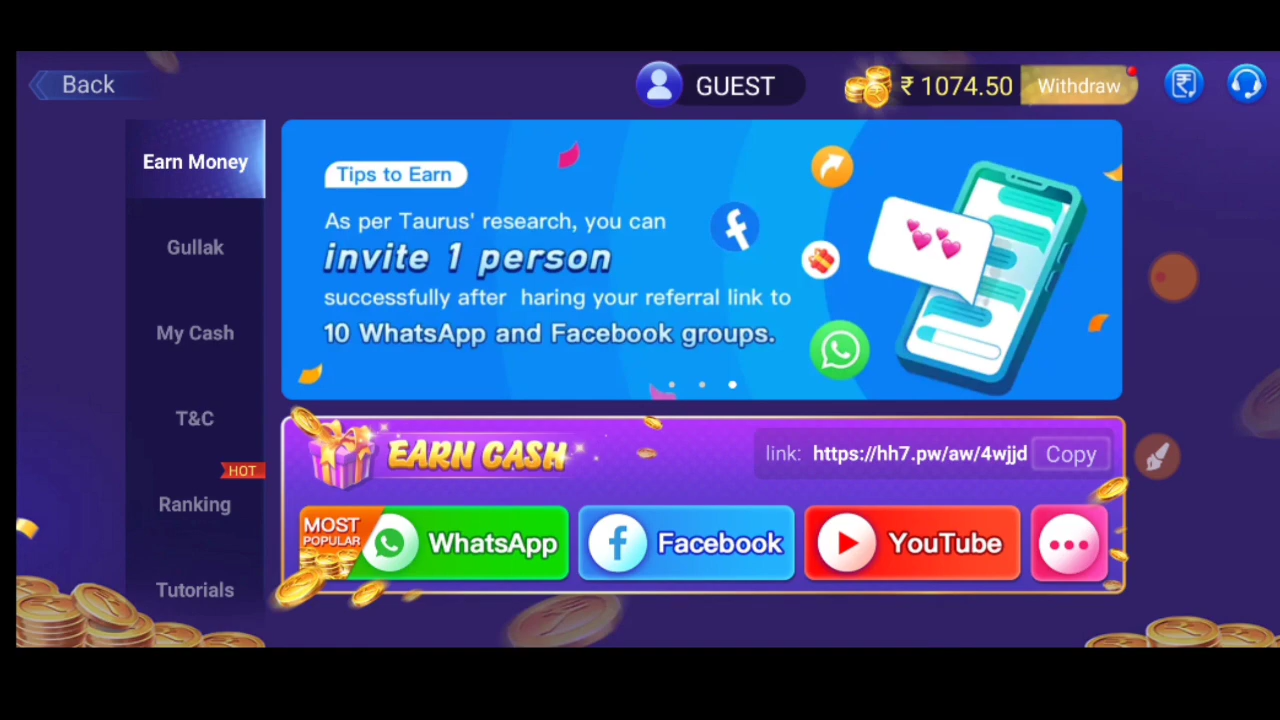 Back
GUEST
₹ 1074.50
Withdraw
Earn Money
Gullak
My Cash
T&C
HOT
Ranking
Tutorials
Tips to Earn
As per Taurus' research, you can
invite 1 person
successfully after haring your referral link to
10 WhatsApp and Facebook groups.
EARN CASH
link: https://hh7.pw/aw/4wjjd
Copy
MOST
POPULAR
WhatsApp
Facebook
YouTube